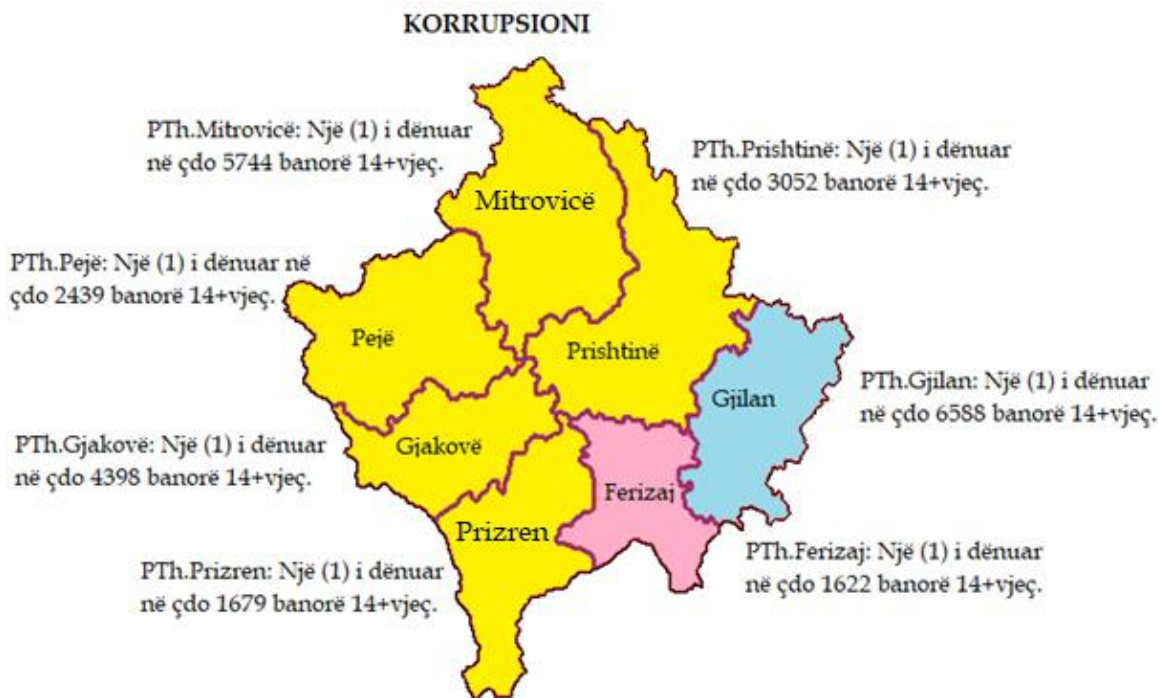 KORRUPSIONI
PTh.Mitrovicë: Një (1) i dënuar
në çdo 5744 banorë 14+vjeç.
PTh.Prishtinë: Një (1) i dënuar
në çdo 3052 banorë 14+vjeç.
Mitrovicë
PTh.Pejë: Një (1) i dënuar në
çdo 2439 banorë 14+vjeç.
Pejë
Prishtinë
Gjilan
PTh.Gjilan: Një (1) i dënuar
në çdo 6588 banorë 14+vjeç.
PTh.Gjakovë: Një (1) i dënuar
në çdo 4398 banorë 14+vjeç.
Gjakovë
Ferizaj
Prizren
PTh.Ferizaj: Një (1) i dënuar
në çdo 1622 banorë 14+vjeç.
PTh.Prizren: Një (1) i dënuar
në çdo 1679 banorë 14+vjeç.